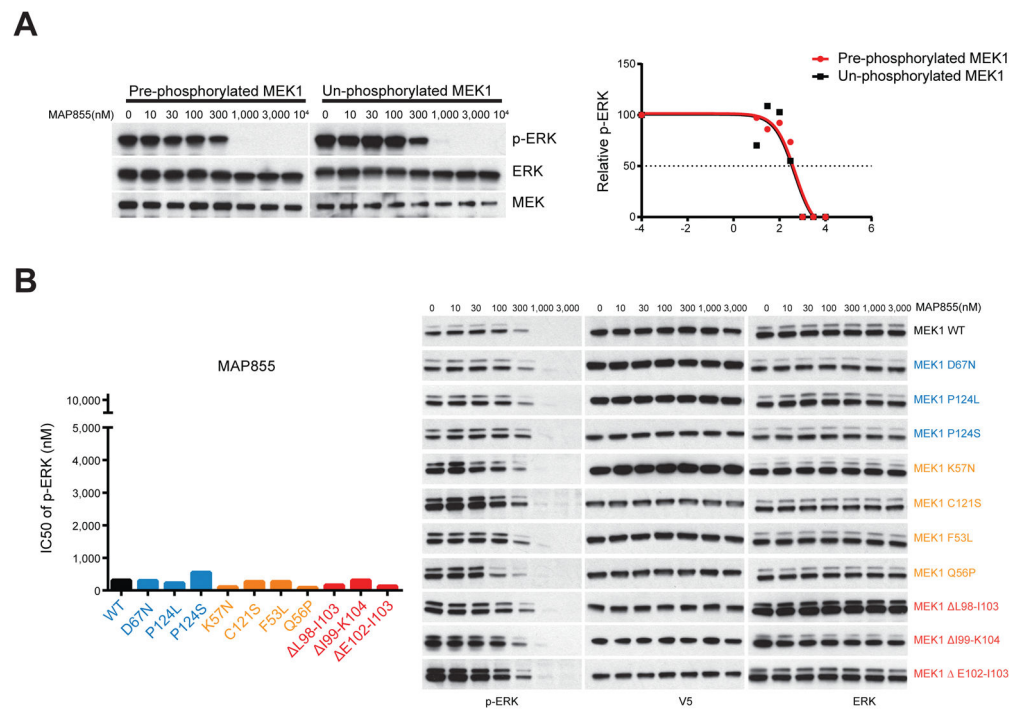 A
Pre-phosphorylated MEK1 Un-phosphorylated MEK1
MAP855(nM) 0 10 30 100 300 1,000 3,000 10⁴ 0 10 30 100 300 1,000 3,000 10⁴
p-ERK
ERK
MEK
Pre-phosphorylated MEK1
Un-phosphorylated MEK1
Relative p-ERK
150
100
50
0
-4 -2 0 2 4 6
B
MAP855
IC50 of p-ERK (nM)
10,000
5,000
4,000
3,000
2,000
1,000
0
WT D67N P124L P124S K57N C121S F53L Q56P ΔL98-I103 ΔI99-K104 ΔE102-I103
0 10 30 100 300 1,000 3,000 0 10 30 100 300 1,000 3,000 0 10 30 100 300 1,000 3,000 MAP855(nM)
MEK1 WT
MEK1 D67N
MEK1 P124L
MEK1 P124S
MEK1 K57N
MEK1 C121S
MEK1 F53L
MEK1 Q56P
MEK1 ΔL98-I103
MEK1 ΔI99-K104
MEK1 Δ E102-I103
p-ERK V5 ERK